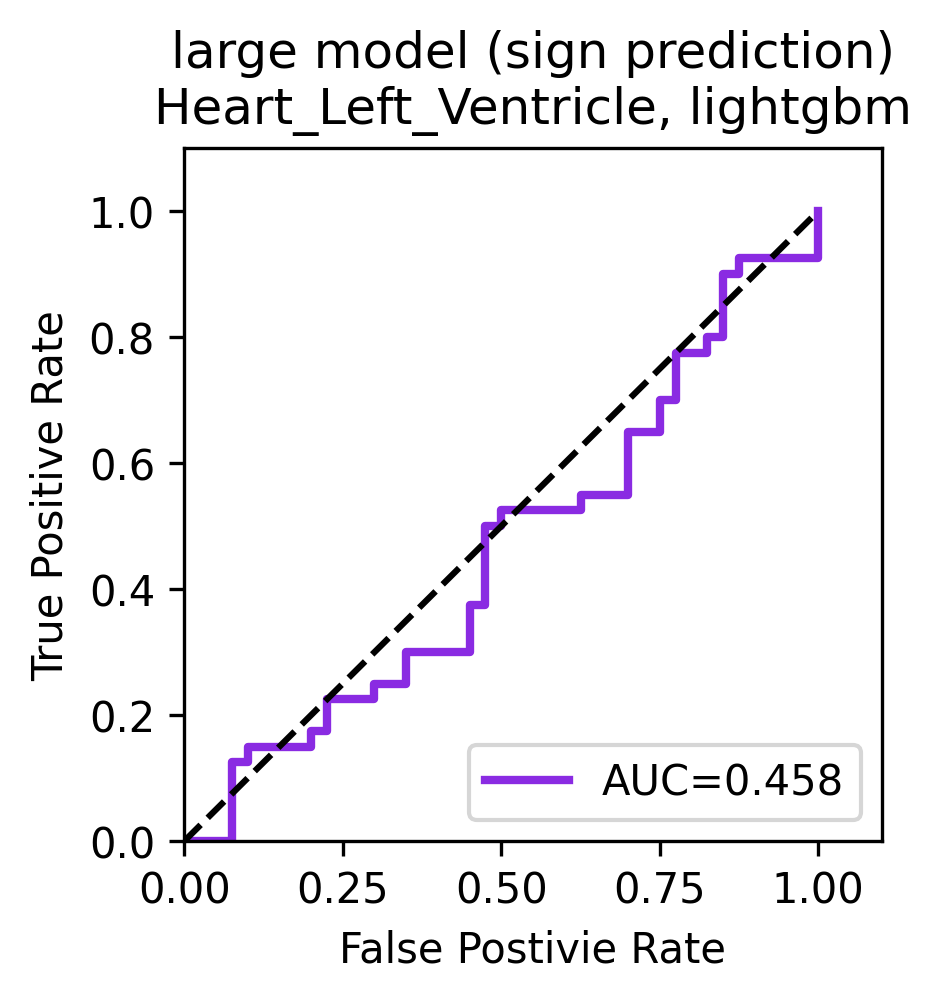 large model (sign prediction)
Heart_Left_Ventricle, lightgbm
1.0
0.8
0.6
0.4
0.2
0.0
True Positive Rate
AUC=0.458
0.00 0.25 0.50 0.75 1.00
False Postivie Rate